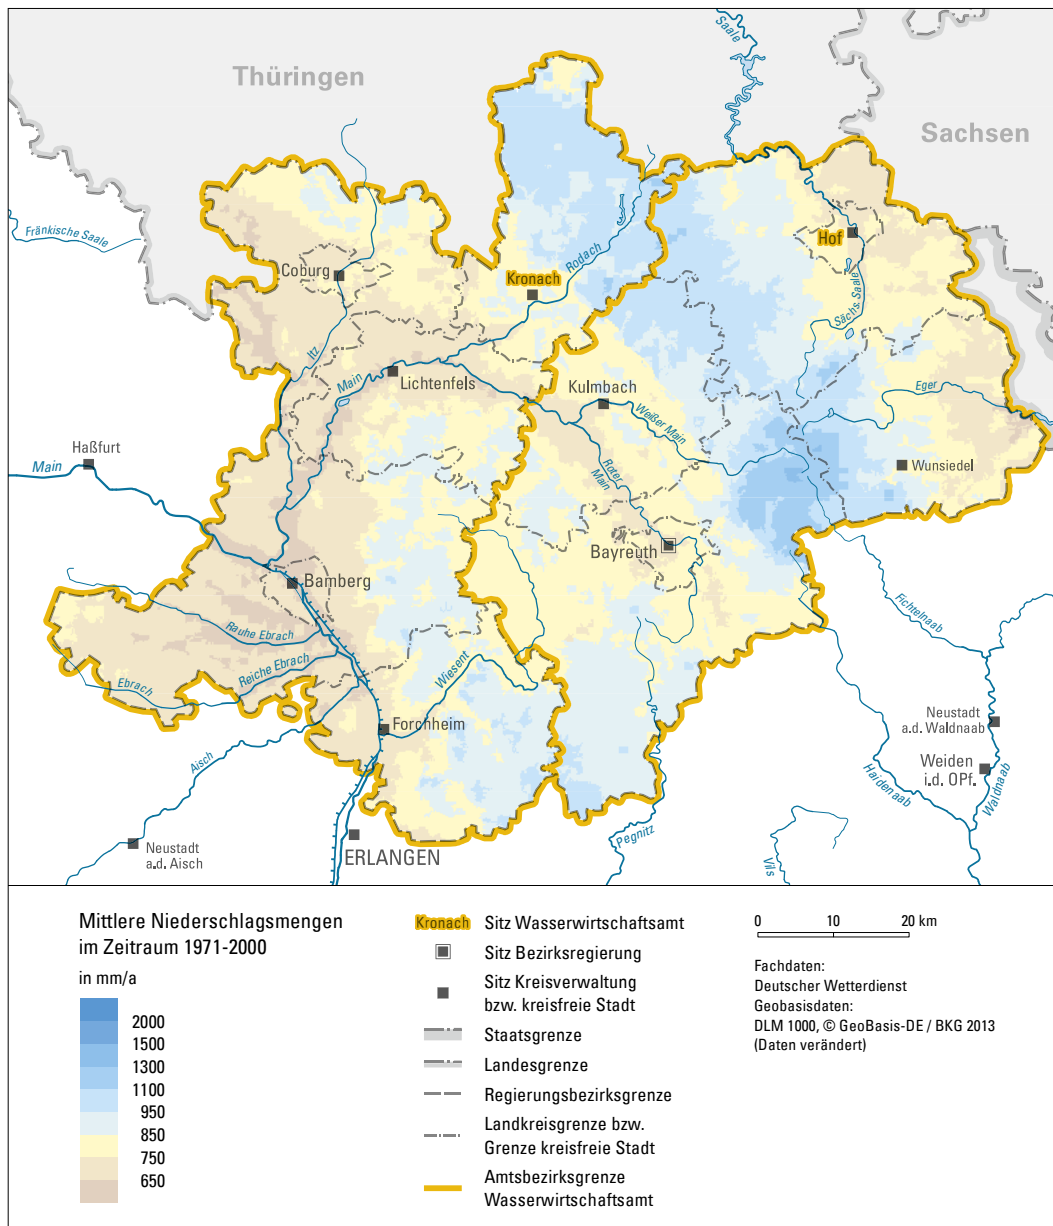 Saale
Thüringen
Sachsen
Fränkische Saale
Hof
Coburg
Kronach
Rodach
Sächs. Saale
Itz
Main
Lichtenfels
Kulmbach
Weißer Main
Eger
Haßfurt
Main
Roter
Main
Wunsiedel
Bayreuth
Bamberg
Fichtelnaab
Rauhe Ebrach
Reiche Ebrach
Ebrach
Wiesent
Forchheim
Neustadt
a.d. Waldnaab
Aisch
Weiden
i.d. OPf.
Haidenaab
Waldnaab
Neustadt
a.d. Aisch
ERLANGEN
Pegnitz
Vils
Mittlere Niederschlagsmengen
im Zeitraum 1971-2000
in mm/a
2000
1500
1300
1100
950
850
750
650
Kronach Sitz Wasserwirtschaftsamt
Sitz Bezirksregierung
Sitz Kreisverwaltung
bzw. kreisfreie Stadt
Staatsgrenze
Landesgrenze
Regierungsbezirksgrenze
Landkreisgrenze bzw.
Grenze kreisfreie Stadt
Amtsbezirksgrenze
Wasserwirtschaftsamt
0 10 20 km
Fachdaten:
Deutscher Wetterdienst
Geobasisdaten:
DLM 1000, © GeoBasis-DE / BKG 2013
(Daten verändert)